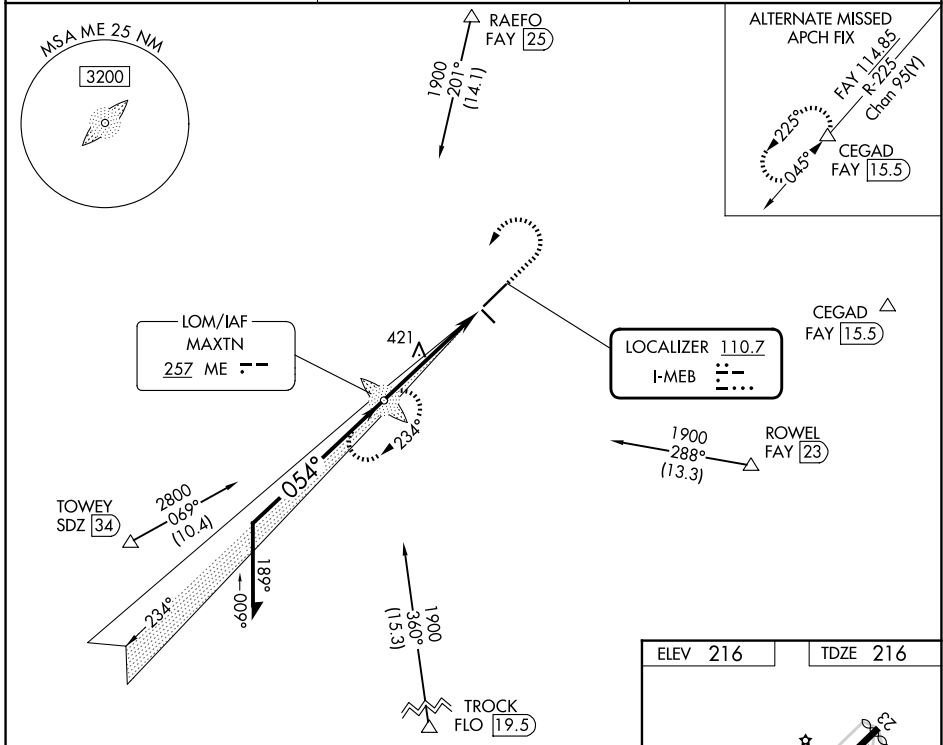 MSA ME 25 NM
3200
RAEFO
FAY 25
1900
201°
(14.1)
ALTERNATE MISSED
APCH FIX
FAY 114.85
R-225
Chan 95(Y)
225°
045°
CEGAD
FAY 15.5
LOM/IAF
MAXTN
257 ME
421
LOCALIZER 110.7
I-MEB
CEGAD
FAY 15.5
234°
1900
288°
(13.3)
ROWEL
FAY 23
054°
TOWEY
SDZ 34
2800
069°
(10.4)
189°
009°
234°
1900
360°
(15.3)
TROCK
FLO 19.5
ELEV 216
TDZE 216
23